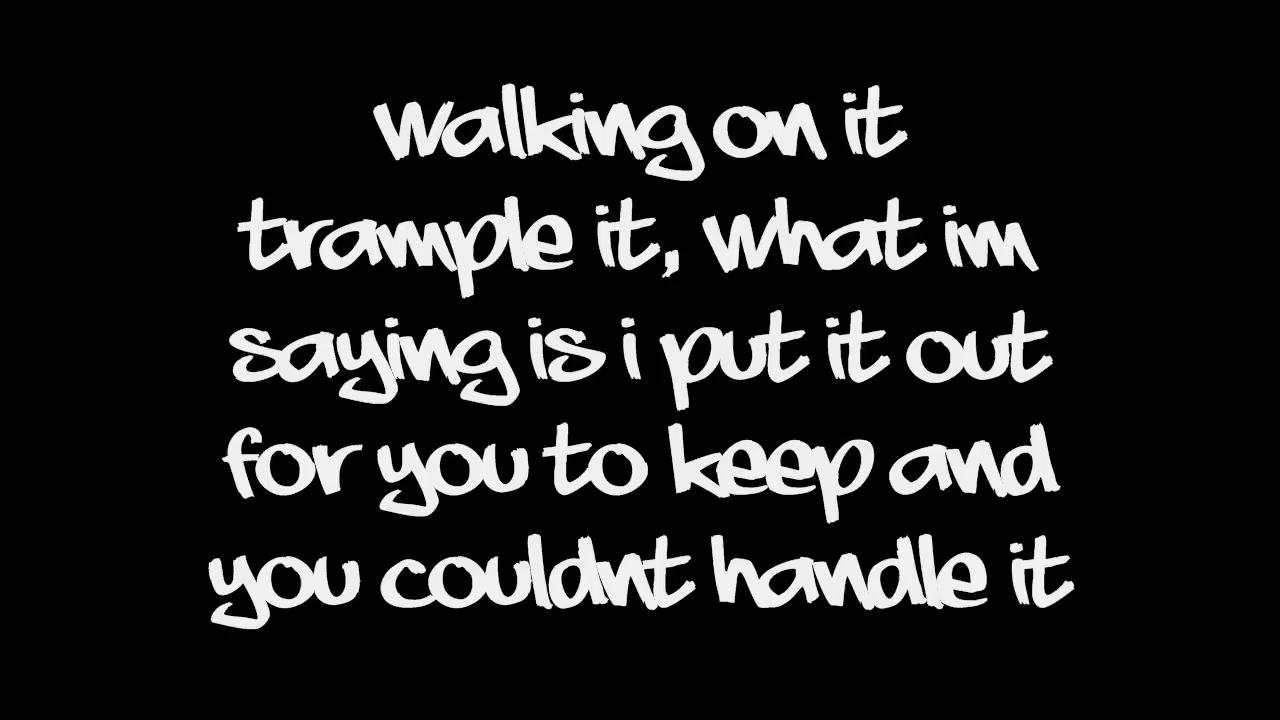 walking on it
trample it, what im
saying is i put it out
for you to keep and
you couldnt handle it